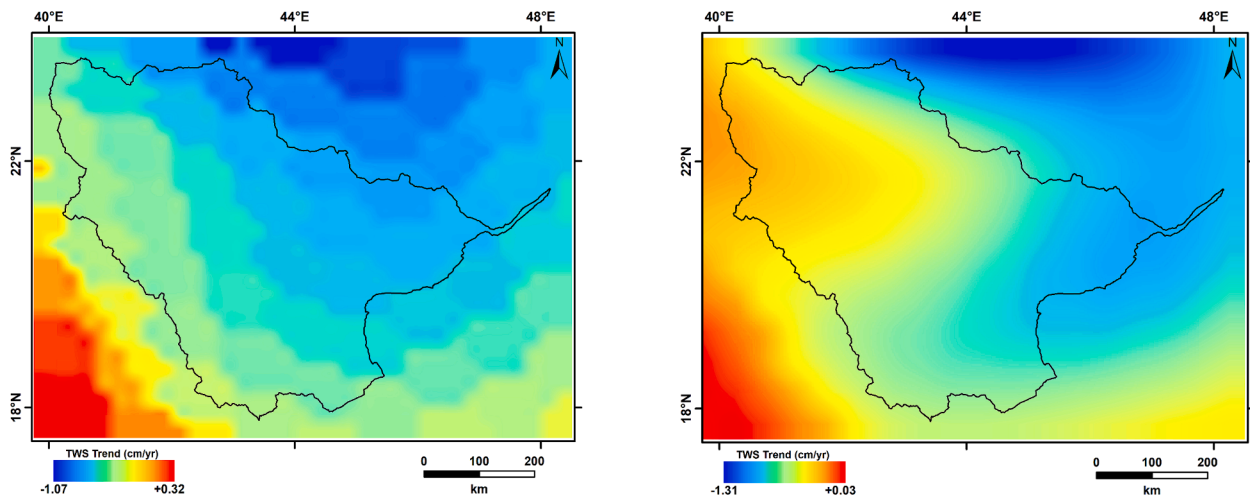 40°E 44°E 48°E
N
22°N
18°N
TWS Trend (cm/yr)
-1.07 +0.32
0 100 200
km
40°E 44°E 48°E
N
22°N
18°N
TWS Trend (cm/yr)
-1.31 +0.03
0 100 200
km